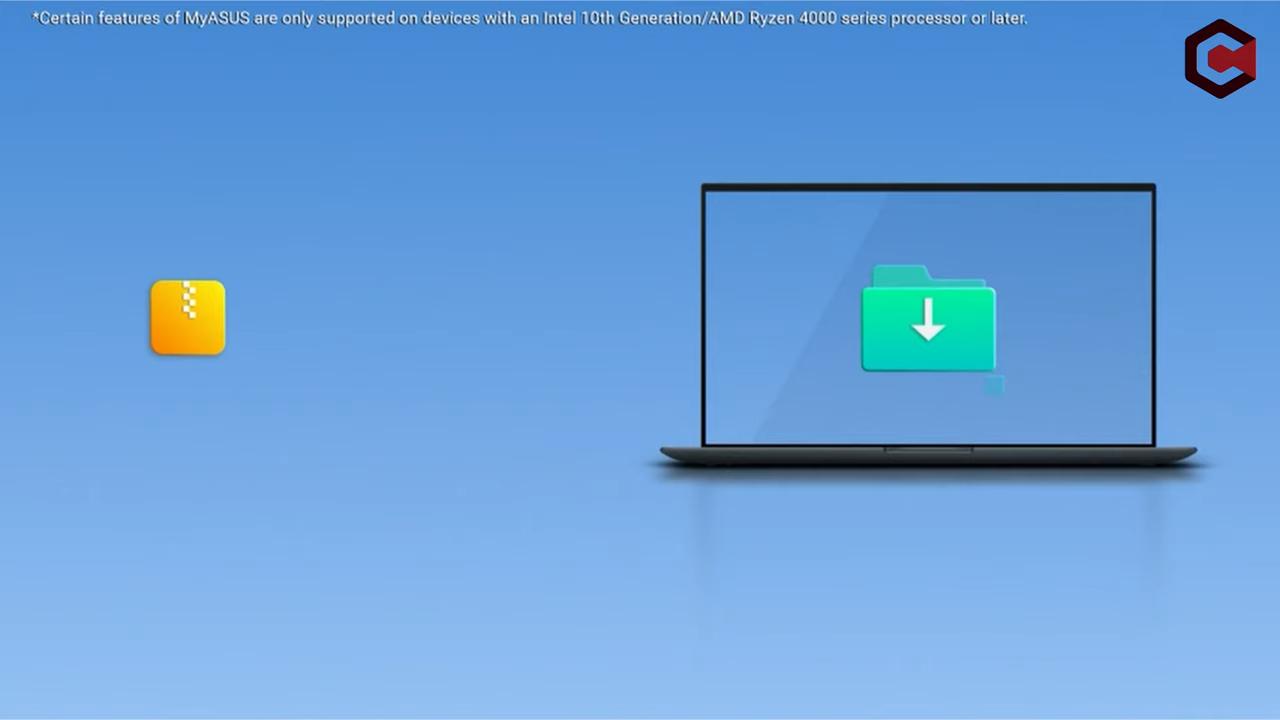 *Certain features of MyASUS are only supported on devices with an Intel 10th Generation/AMD Ryzen 4000 series processor or later.